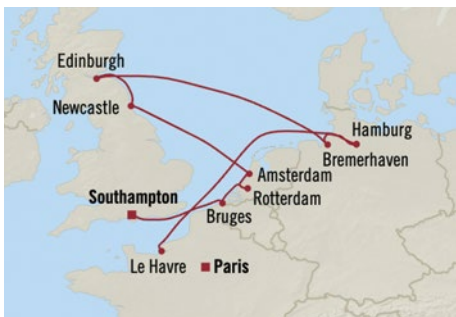 Edinburgh
Newcastle
Hamburg
Bremerhaven
Amsterdam
Southampton
Rotterdam
Bruges
Le Havre
Paris